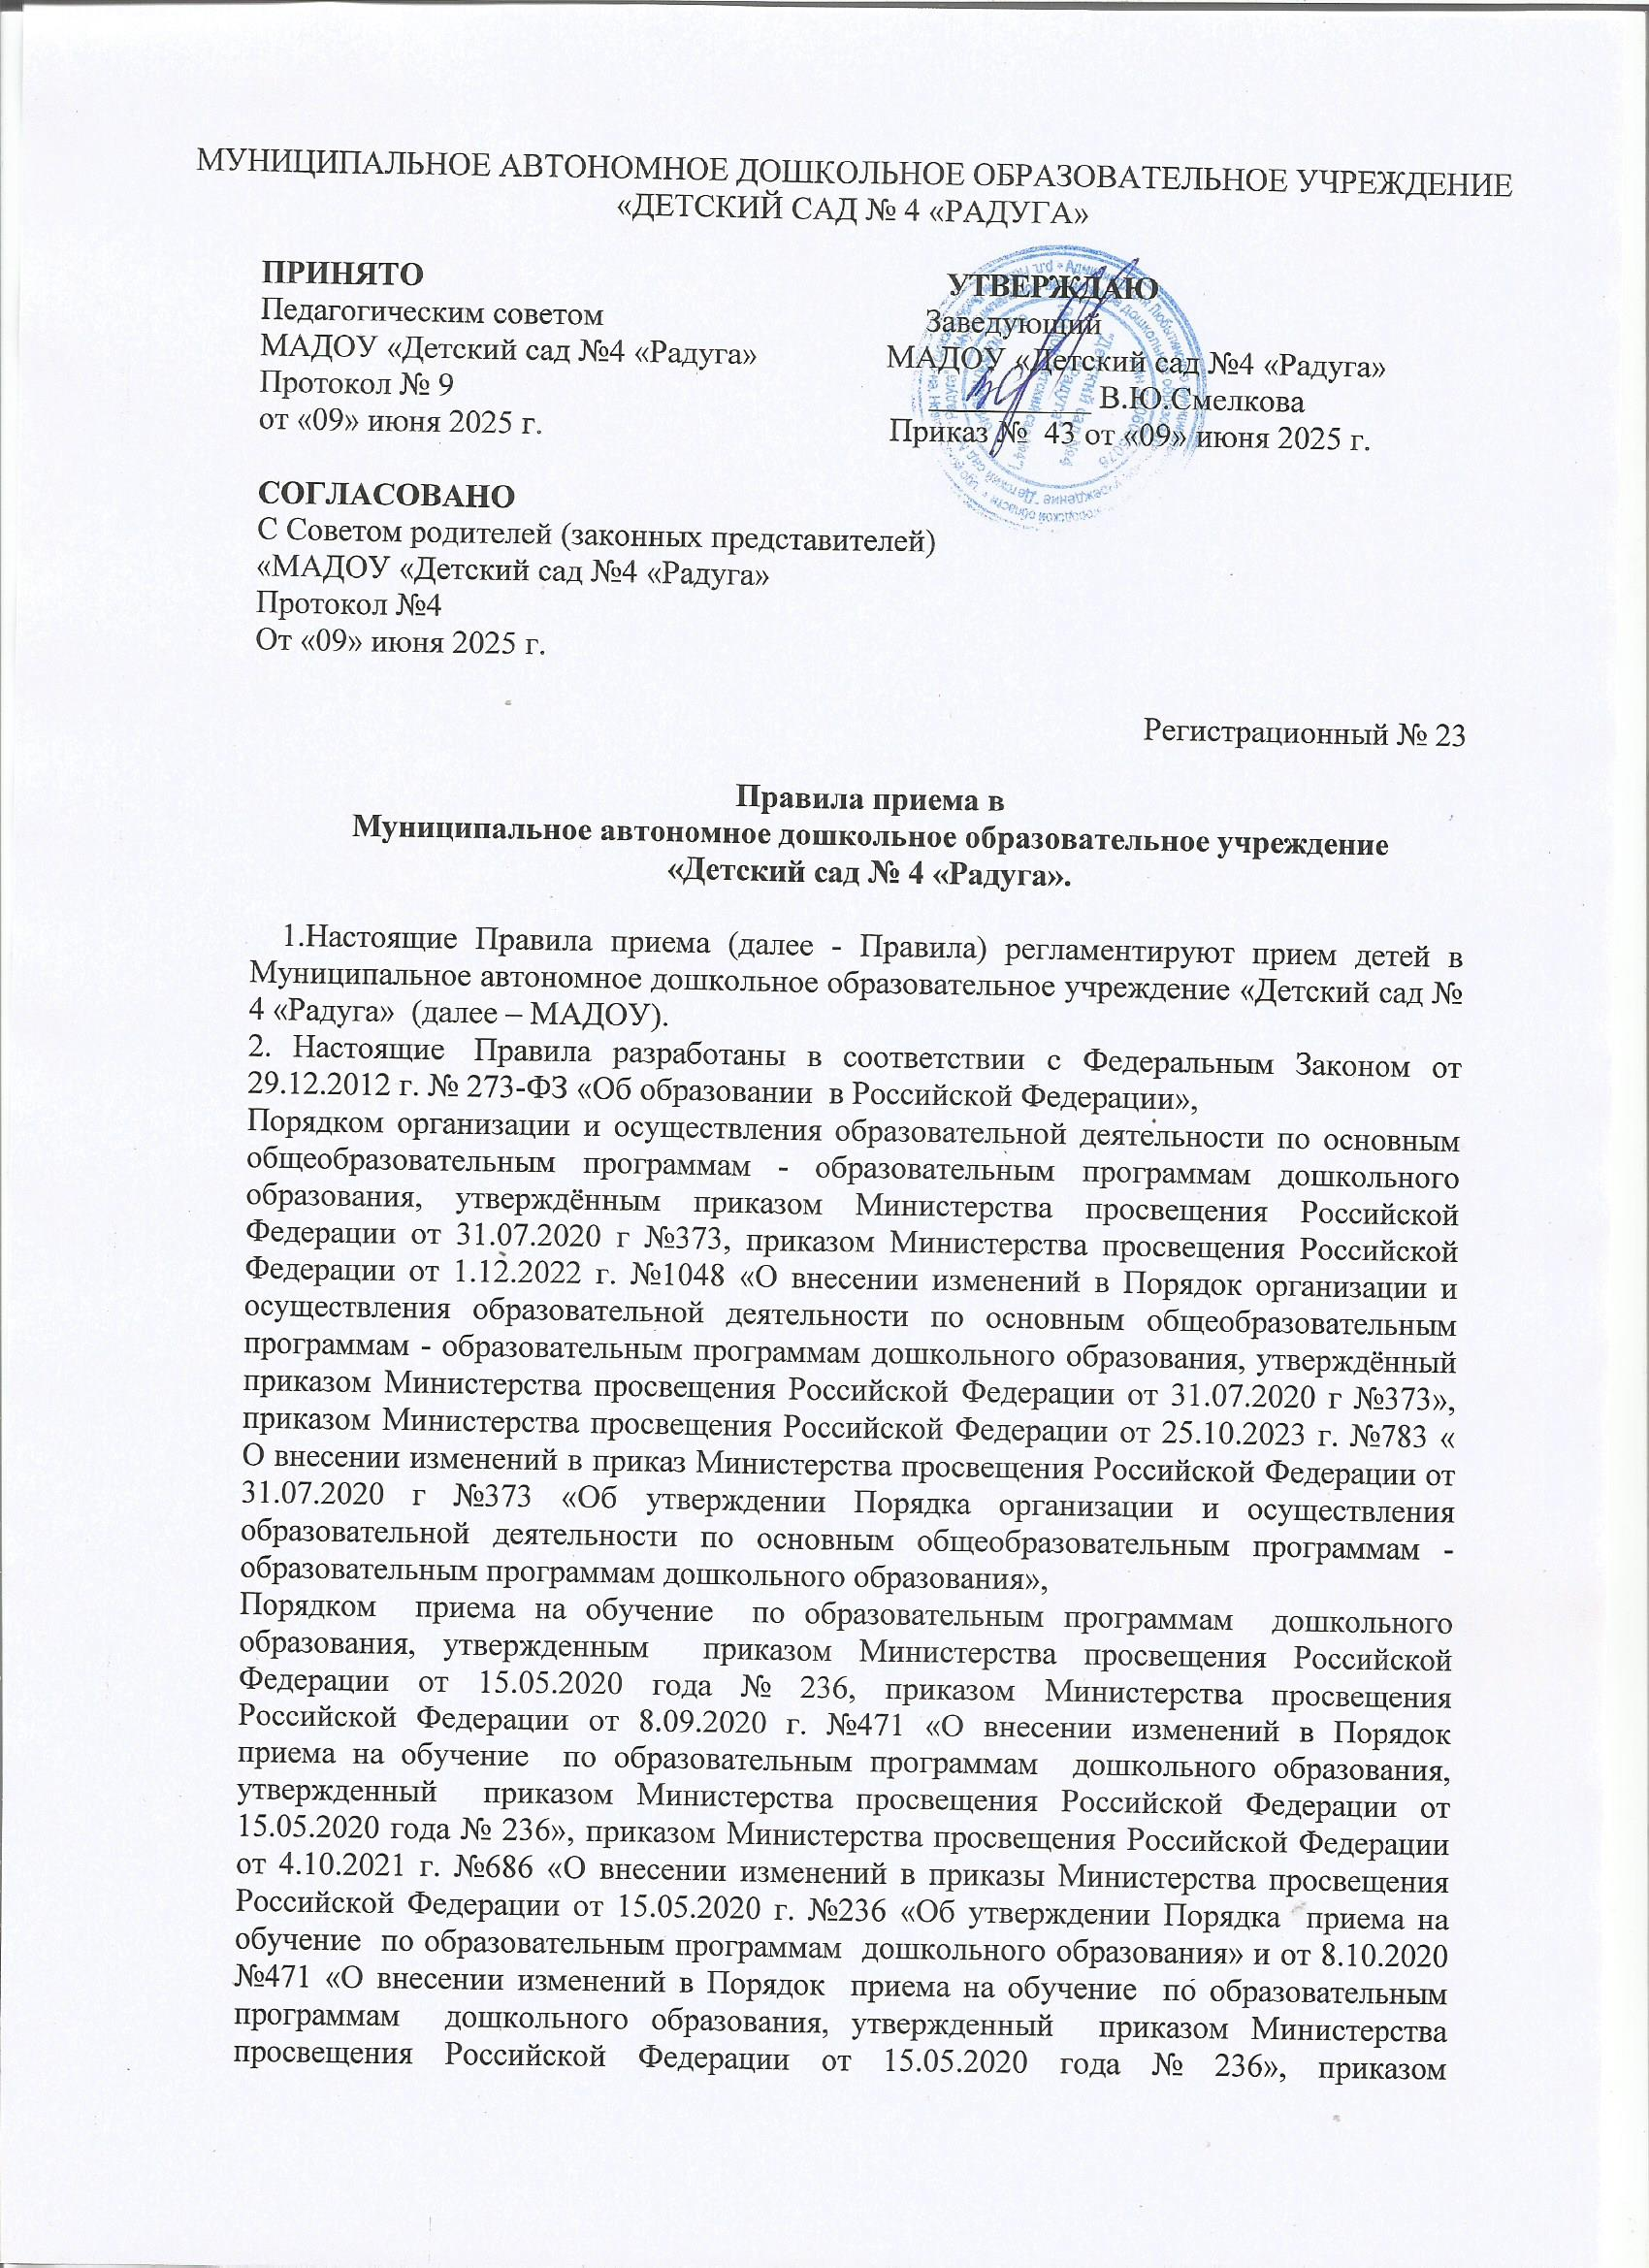 МУНИЦИПАЛЬНОЕ АВТОНОМНОЕ ДОШКОЛЬНОЕ ОБРАЗОВАТЕЛЬНОЕ УЧРЕЖДЕНИЕ
«ДЕТСКИЙ САД № 4 «РАДУГА»
ПРИНЯТО
Педагогическим советом
МАДОУ «Детский сад №4 «Радуга»
Протокол № 9
от «09» июня 2025 г.
УТВЕРЖДАЮ
Заведующий
МАДОУ «Детский сад №4 «Радуга»
__________ В.Ю.Смелкова
Приказ № 43 от «09» июня 2025 г.
СОГЛАСОВАНО
С Советом родителей (законных представителей)
«МАДОУ «Детский сад №4 «Радуга»
Протокол №4
От «09» июня 2025 г.
Регистрационный № 23
Правила приема в
Муниципальное автономное дошкольное образовательное учреждение
«Детский сад № 4 «Радуга».
1.Настоящие Правила приема (далее - Правила) регламентируют прием детей в
Муниципальное автономное дошкольное образовательное учреждение «Детский сад №
4 «Радуга» (далее – МАДОУ).
2. Настоящие Правила разработаны в соответствии с Федеральным Законом от
29.12.2012 г. № 273-ФЗ «Об образовании в Российской Федерации»,
Порядком организации и осуществления образовательной деятельности по основным
общеобразовательным программам - образовательным программам дошкольного
образования, утверждённым приказом Министерства просвещения Российской
Федерации от 31.07.2020 г №373, приказом Министерства просвещения Российской
Федерации от 1.12.2022 г. №1048 «О внесении изменений в Порядок организации и
осуществления образовательной деятельности по основным общеобразовательным
программам - образовательным программам дошкольного образования, утверждённый
приказом Министерства просвещения Российской Федерации от 31.07.2020 г №373»,
приказом Министерства просвещения Российской Федерации от 25.10.2023 г. №783 «
О внесении изменений в приказ Министерства просвещения Российской Федерации от
31.07.2020 г №373 «Об утверждении Порядка организации и осуществления
образовательной деятельности по основным общеобразовательным программам -
образовательным программам дошкольного образования»,
Порядком приема на обучение по образовательным программам дошкольного
образования, утвержденным приказом Министерства просвещения Российской
Федерации от 15.05.2020 года № 236, приказом Министерства просвещения
Российской Федерации от 8.09.2020 г. №471 «О внесении изменений в Порядок
приема на обучение по образовательным программам дошкольного образования,
утвержденный приказом Министерства просвещения Российской Федерации от
15.05.2020 года № 236», приказом Министерства просвещения Российской Федерации
от 4.10.2021 г. №686 «О внесении изменений в приказы Министерства просвещения
Российской Федерации от 15.05.2020 г. №236 «Об утверждении Порядка приема на
обучение по образовательным программам дошкольного образования» и от 8.10.2020
№471 «О внесении изменений в Порядок приема на обучение по образовательным
программам дошкольного образования, утвержденный приказом Министерства
просвещения Российской Федерации от 15.05.2020 года № 236», приказом